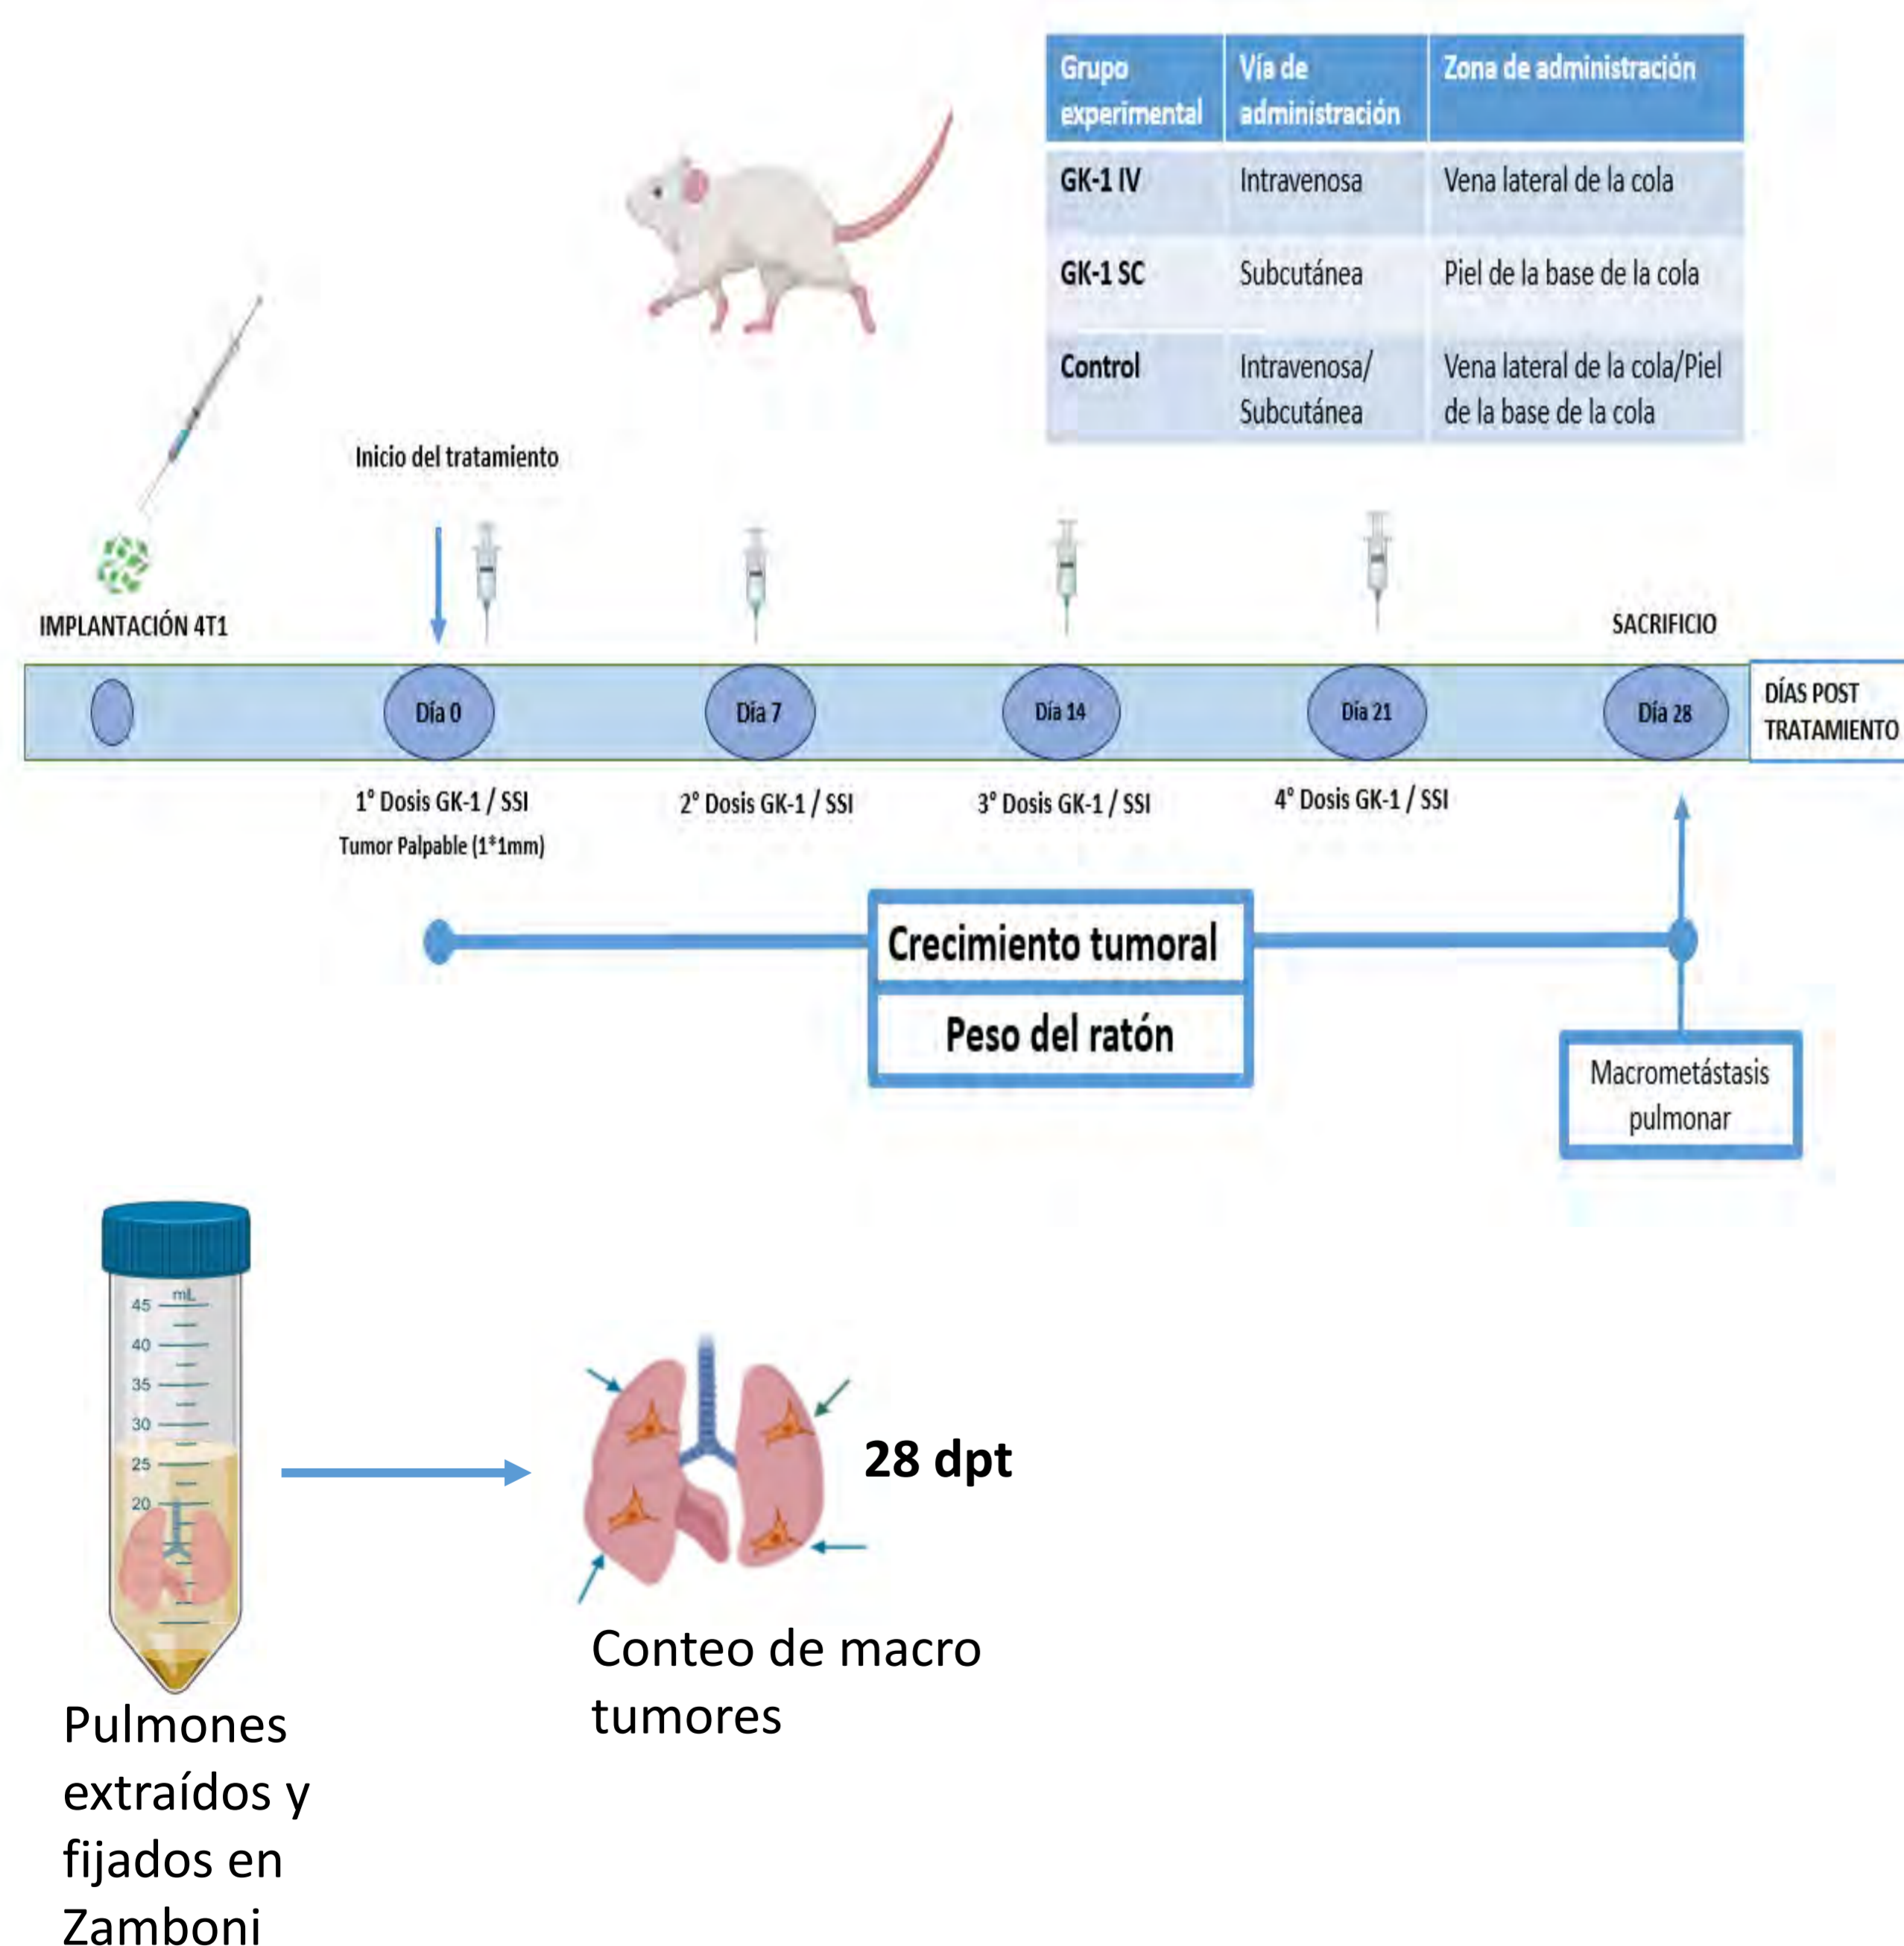 Grupo experimental
Vía de administración
Zona de administración
GK-1 IV
Intravenosa
Vena lateral de la cola
GK-1 SC
Subcutánea
Piel de la base de la cola
Control
Intravenosa/
Subcutánea
Vena lateral de la cola/Piel
de la base de la cola
Inicio del tratamiento
IMPLANTACIÓN 4T1
SACRIFICIO
Día 0
Día 7
Día 14
Día 21
Día 28
DÍAS POST
TRATAMIENTO
1° Dosis GK-1 / SSI
Tumor Palpable (1*1mm)
2° Dosis GK-1 / SSI
3° Dosis GK-1 / SSI
4° Dosis GK-1 / SSI
Crecimiento tumoral
Peso del ratón
Macrometástasis
pulmonar
mL
45
40
35
30
25
20
28 dpt
Conteo de macro
tumores
Pulmones
extraídos y
fijados en
Zamboni